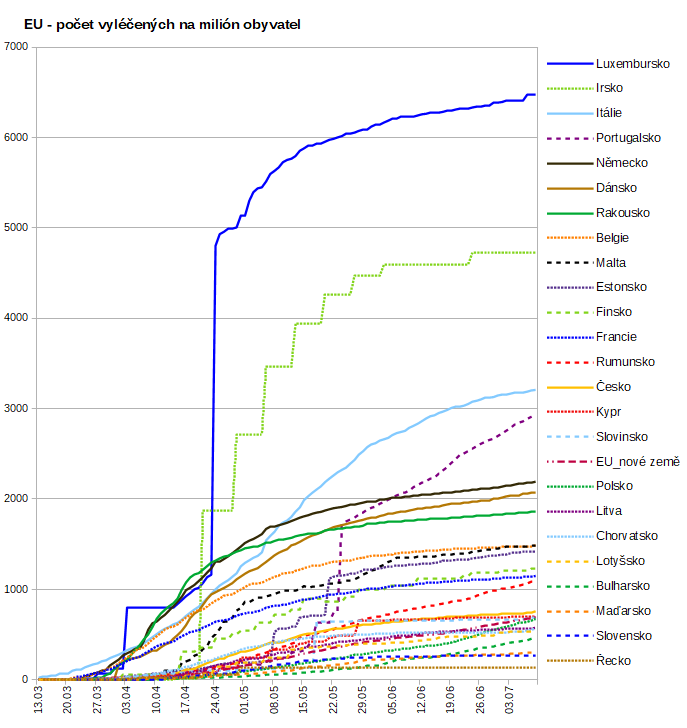 EU - počet vyléčených na milión obyvatel
7000
6000
5000
4000
3000
2000
1000
0
13.03
20.03
27.03
03.04
10.04
17.04
24.04
01.05
08.05
15.05
22.05
29.05
05.06
12.06
19.06
26.06
03.07
Luxembursko
Irsko
Itálie
Portugalsko
Německo
Dánsko
Rakousko
Belgie
Malta
Estonsko
Finsko
Francie
Rumunsko
Česko
Kypr
Slovinsko
EU_nové země
Polsko
Litva
Chorvatsko
Lotyšsko
Bulharsko
Maďarsko
Slovensko
Řecko